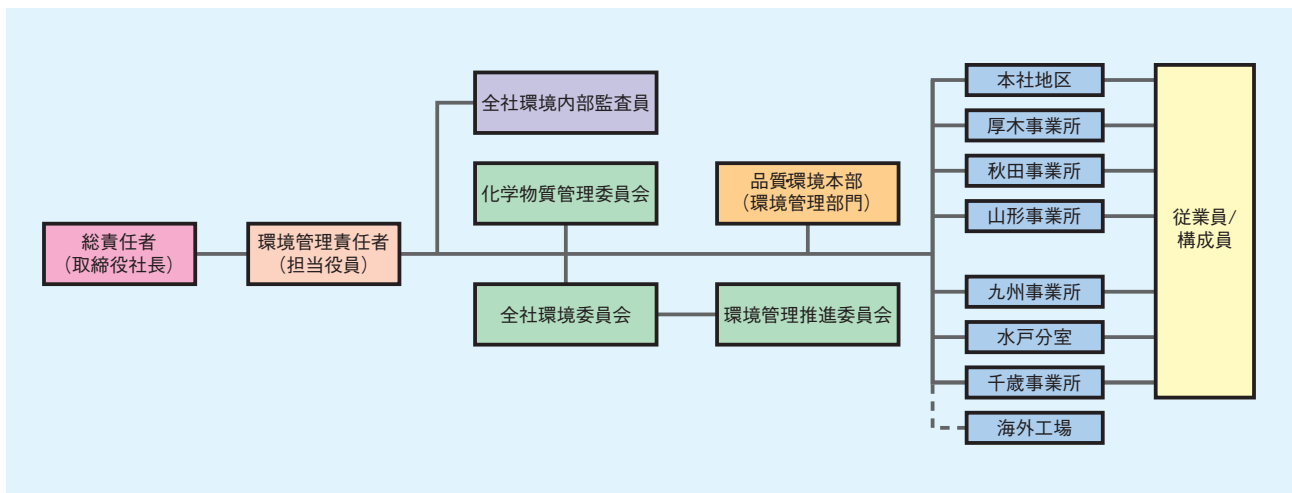 総責任者
(取締役社長)
環境管理責任者
(担当役員)
全社環境内部監査員
化学物質管理委員会
全社環境委員会
環境管理推進委員会
品質・環境本部
(環境管理部門)
本社地区
厚木事業所
秋田事業所
山形事業所
九州事業所
水戸分室
千歳事業所
海外工場
従業員/
構成員